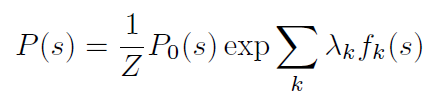 P(s) = \frac{1}{Z} P_0(s) \exp \sum_k \lambda_k f_k(s)